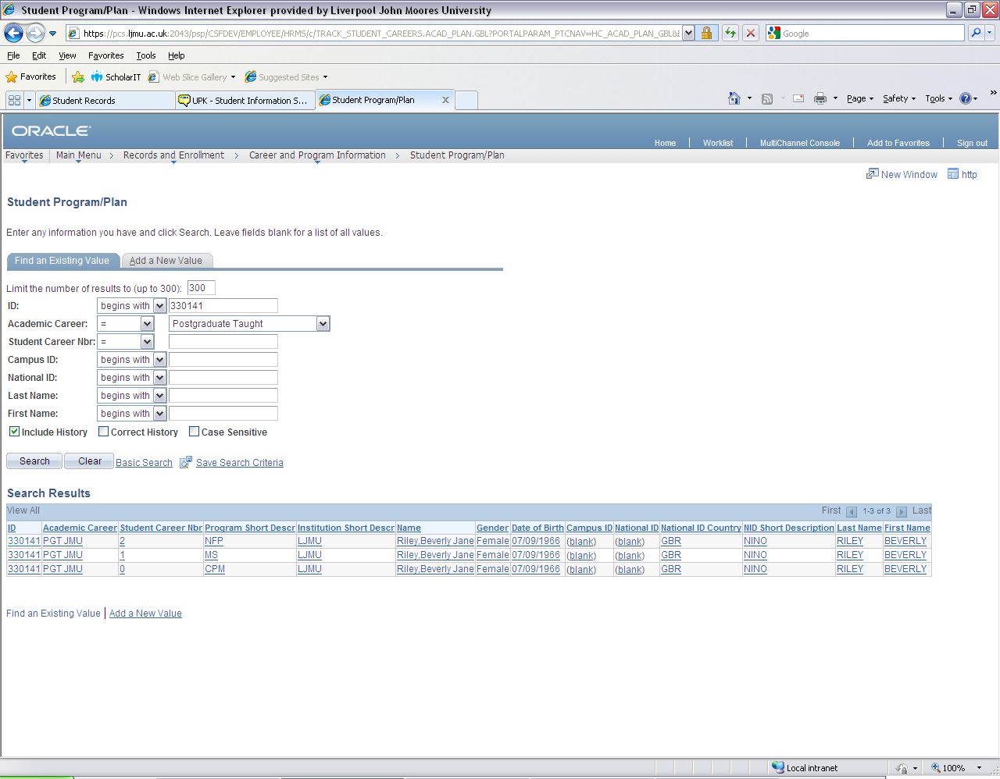 Student Program/Plan - Windows Internet Explorer provided by Liverpool John Moores University
https://pcs.ljmu.ac.uk:2043/psp/CSFDEV/EMPLOYEE/HRMS/c/TRACK_STUDENT_CAREERS.ACAD_PLAN.GBL?PORTALPARAM_PTCNAV=HC_ACAD_PLAN_GBL&E Google
File Edit View Favorites Tools Help
Favorites ScholarIT Web Slice Gallery Suggested Sites
Student Records UPK - Student Information S... Student Program/Plan Page Safety Tools
ORACLE
Home Worklist MultiChannel Console Add to Favorites Sign out
Favorites Main Menu > Records and Enrollment > Career and Program Information > Student Program/Plan
New Window http
Student Program/Plan
Enter any information you have and click Search. Leave fields blank for a list of all values.
Find an Existing Value Add a New Value
Limit the number of results to (up to 300): 300
ID: begins with 330141
Academic Career: = Postgraduate Taught
Student Career Nbr: =
Campus ID: begins with
National ID: begins with
Last Name: begins with
First Name: begins with
Include History Correct History Case Sensitive
Search Clear Basic Search Save Search Criteria
Search Results
View All First 1-3 of 3 Last
ID Academic Career Student Career Nbr Program Short Descr Institution Short Descr Name Gender Date of Birth Campus ID National ID National ID Country NID Short Description Last Name First Name
330141 PGT JMU 2 NFP LJMU Riley,Beverly Jane Female 07/09/1966 (blank) (blank) GBR NINO RILEY BEVERLY
330141 PGT JMU 1 MS LJMU Riley,Beverly Jane Female 07/09/1966 (blank) (blank) GBR NINO RILEY BEVERLY
330141 PGT JMU 0 CPM LJMU Riley,Beverly Jane Female 07/09/1966 (blank) (blank) GBR NINO RILEY BEVERLY
Find an Existing Value | Add a New Value
Local intranet 100%